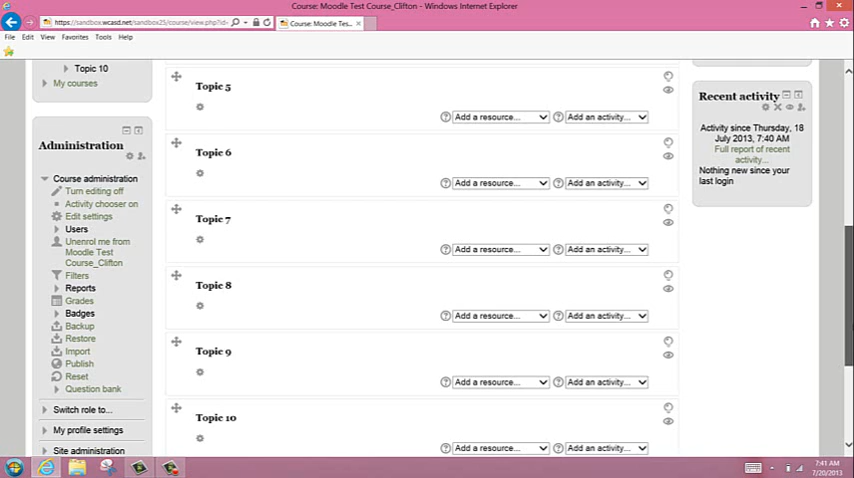 Course: Moodle Test Course_Clifton - Windows Internet Explorer
https://sandbox.wcasd.net/sandbox25/course/view.php?id=
Course: Moodle Tes...
File Edit View Favorites Tools Help
Topic 10
My courses
Administration
Course administration
Turn editing off
Activity chooser on
Edit settings
Users
Unenrol me from
Moodle Test
Course_Clifton
Filters
Reports
Grades
Badges
Backup
Restore
Import
Publish
Reset
Question bank
Switch role to...
My profile settings
Site administration
Topic 5
Add a resource... Add an activity...
Topic 6
Add a resource... Add an activity...
Topic 7
Add a resource... Add an activity...
Topic 8
Add a resource... Add an activity...
Topic 9
Add a resource... Add an activity...
Topic 10
Add a resource... Add an activity...
Recent activity
Activity since Thursday, 18
July 2013, 7:40 AM
Full report of recent
activity...
Nothing new since your
last login
7:41 AM
7/20/2013